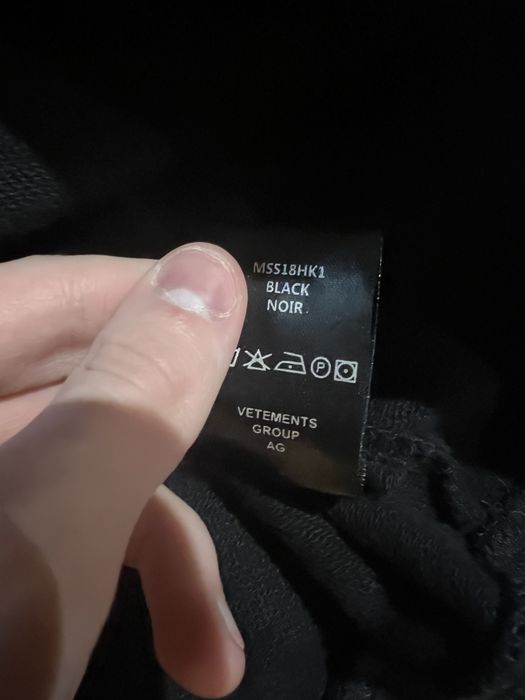 MSS18HK1
BLACK
NOIR
P
VETEMENTS
GROUP
AG